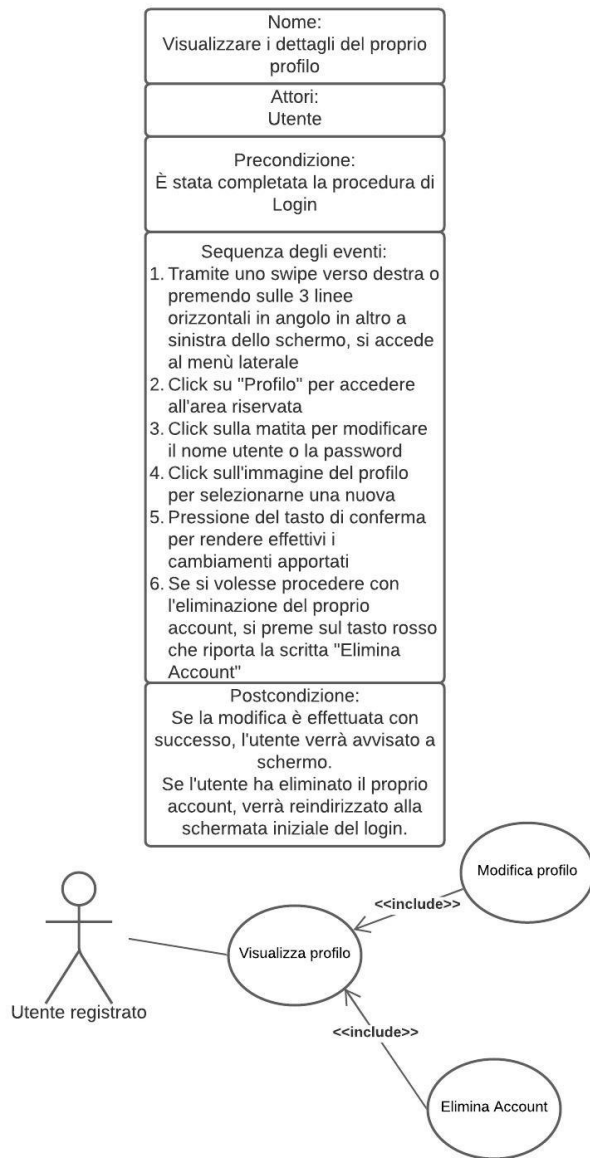 Nome:
Visualizzare i dettagli del proprio
profilo
Attori:
Utente
Precondizione:
È stata completata la procedura di
Login
Sequenza degli eventi:
1. Tramite uno swipe verso destra o
premendo sulle 3 linee
orizzontali in angolo in altro a
sinistra dello schermo, si accede
al menù laterale
2. Click su "Profilo" per accedere
all'area riservata
3. Click sulla matita per modificare
il nome utente o la password
4. Click sull'immagine del profilo
per selezionarne una nuova
5. Pressione del tasto di conferma
per rendere effettivi i
cambiamenti apportati
6. Se si volesse procedere con
l'eliminazione del proprio
account, si preme sul tasto rosso
che riporta la scritta "Elimina
Account"
Postcondizione:
Se la modifica è effettuata con
successo, l'utente verrà avvisato a
schermo.
Se l'utente ha eliminato il proprio
account, verrà reindirizzato alla
schermata iniziale del login.
Modifica profilo
<<include>>
Visualizza profilo
Utente registrato
<<include>>
Elimina Account